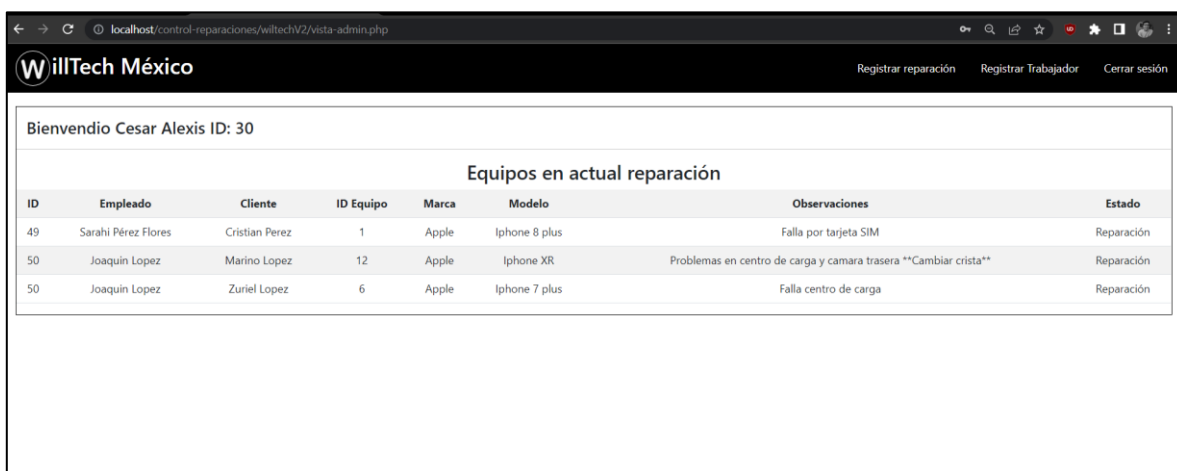 localhost/control-reparaciones/wiltechV2/vista-admin.php
WillTech México
Registrar reparación Registrar Trabajador Cerrar sesión
Bienvendio Cesar Alexis ID: 30
Equipos en actual reparación
ID Empleado Cliente ID Equipo Marca Modelo Observaciones Estado
49 Sarahi Pérez Flores Cristian Perez 1 Apple Iphone 8 plus Falla por tarjeta SIM Reparación
50 Joaquin Lopez Marino Lopez 12 Apple Iphone XR Problemas en centro de carga y camara trasera **Cambiar crista** Reparación
50 Joaquin Lopez Zuriel Lopez 6 Apple Iphone 7 plus Falla centro de carga Reparación